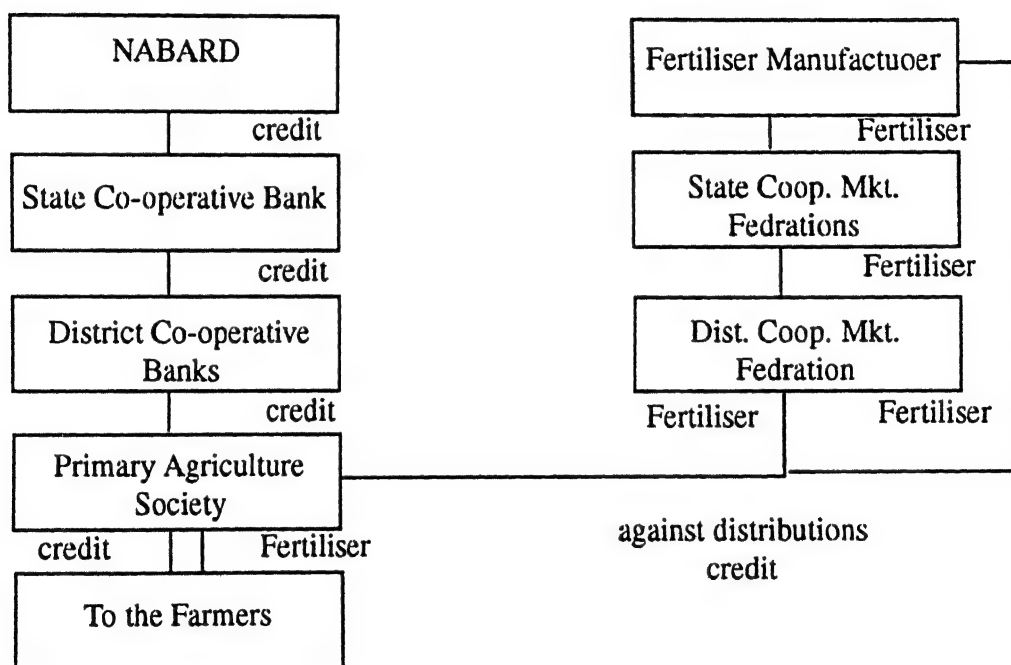 NABARD
credit
State Co-operative Bank
credit
District Co-operative
Banks
credit
Primary Agriculture
Society
credit
Fertiliser
To the Farmers
Fertiliser Manufactuoer
Fertiliser
State Coop. Mkt.
Fedrations
Fertiliser
Dist. Coop. Mkt.
Fedration
Fertiliser
Fertiliser
against distributions
credit